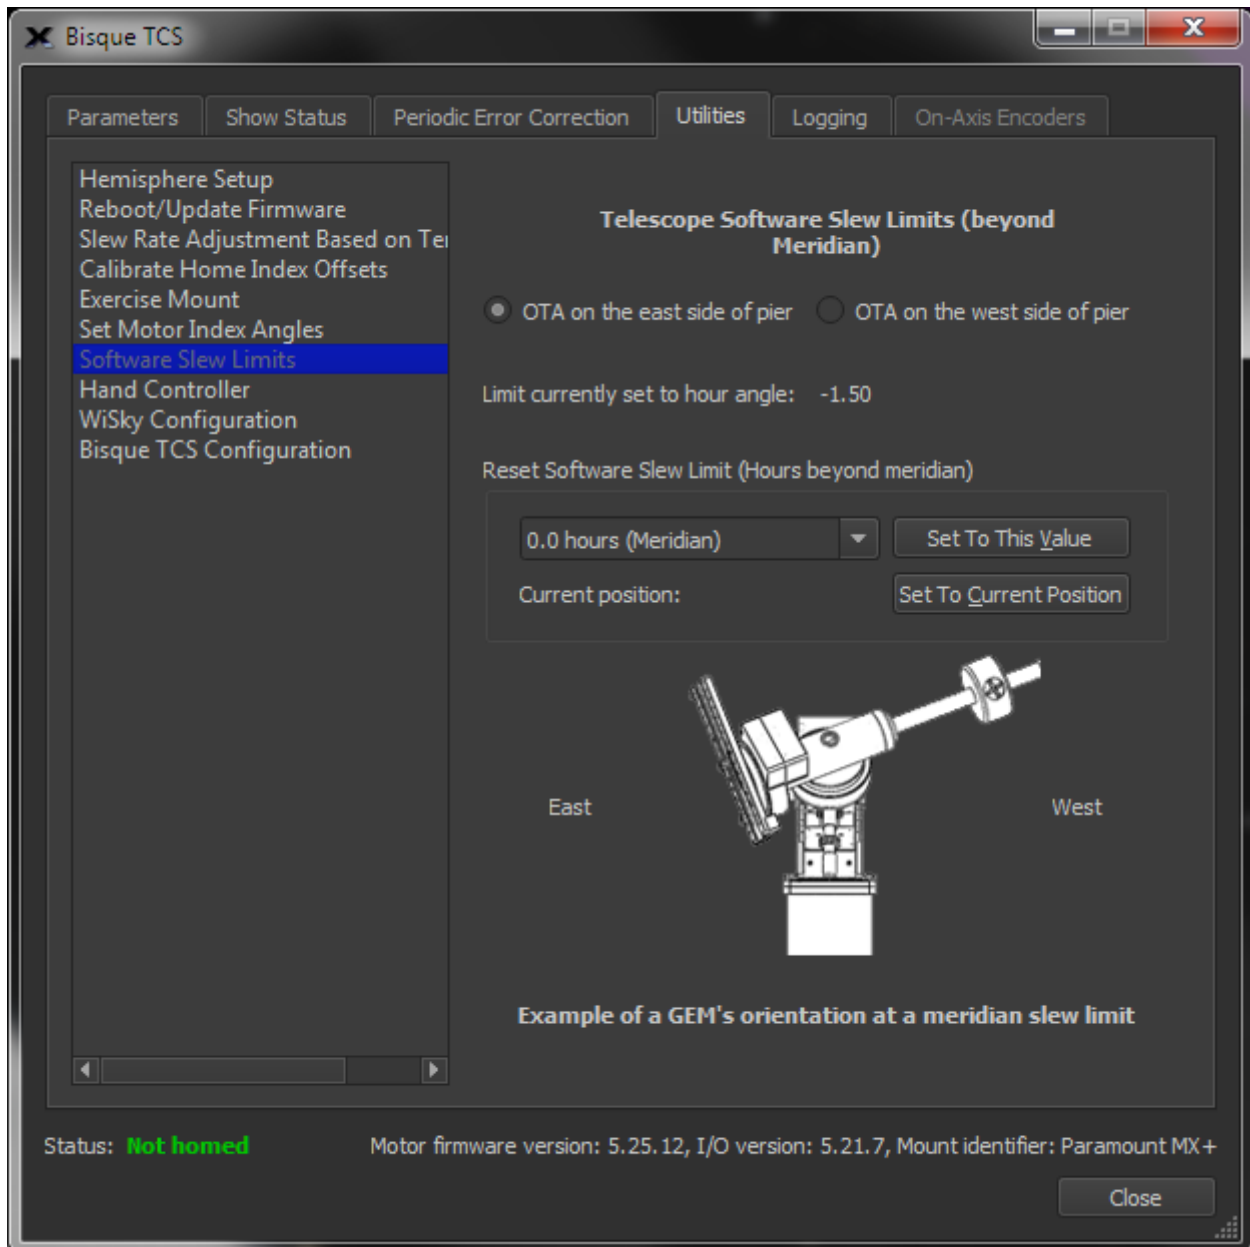 Bisque TCS
Parameters
Show Status
Periodic Error Correction
Utilities
Logging
On-Axis Encoders
Hemisphere Setup
Reboot/Update Firmware
Slew Rate Adjustment Based on Te
Calibrate Home Index Offsets
Exercise Mount
Set Motor Index Angles
Software Slew Limits
Hand Controller
WiSky Configuration
Bisque TCS Configuration
Telescope Software Slew Limits (beyond
Meridian)
OTA on the east side of pier
OTA on the west side of pier
Limit currently set to hour angle: -1.50
Reset Software Slew Limit (Hours beyond meridian)
0.0 hours (Meridian)
Set To This Value
Current position:
Set To Current Position
East
West
Example of a GEM's orientation at a meridian slew limit
Status: Not homed
Motor firmware version: 5.25.12, I/O version: 5.21.7, Mount identifier: Paramount MX+
Close